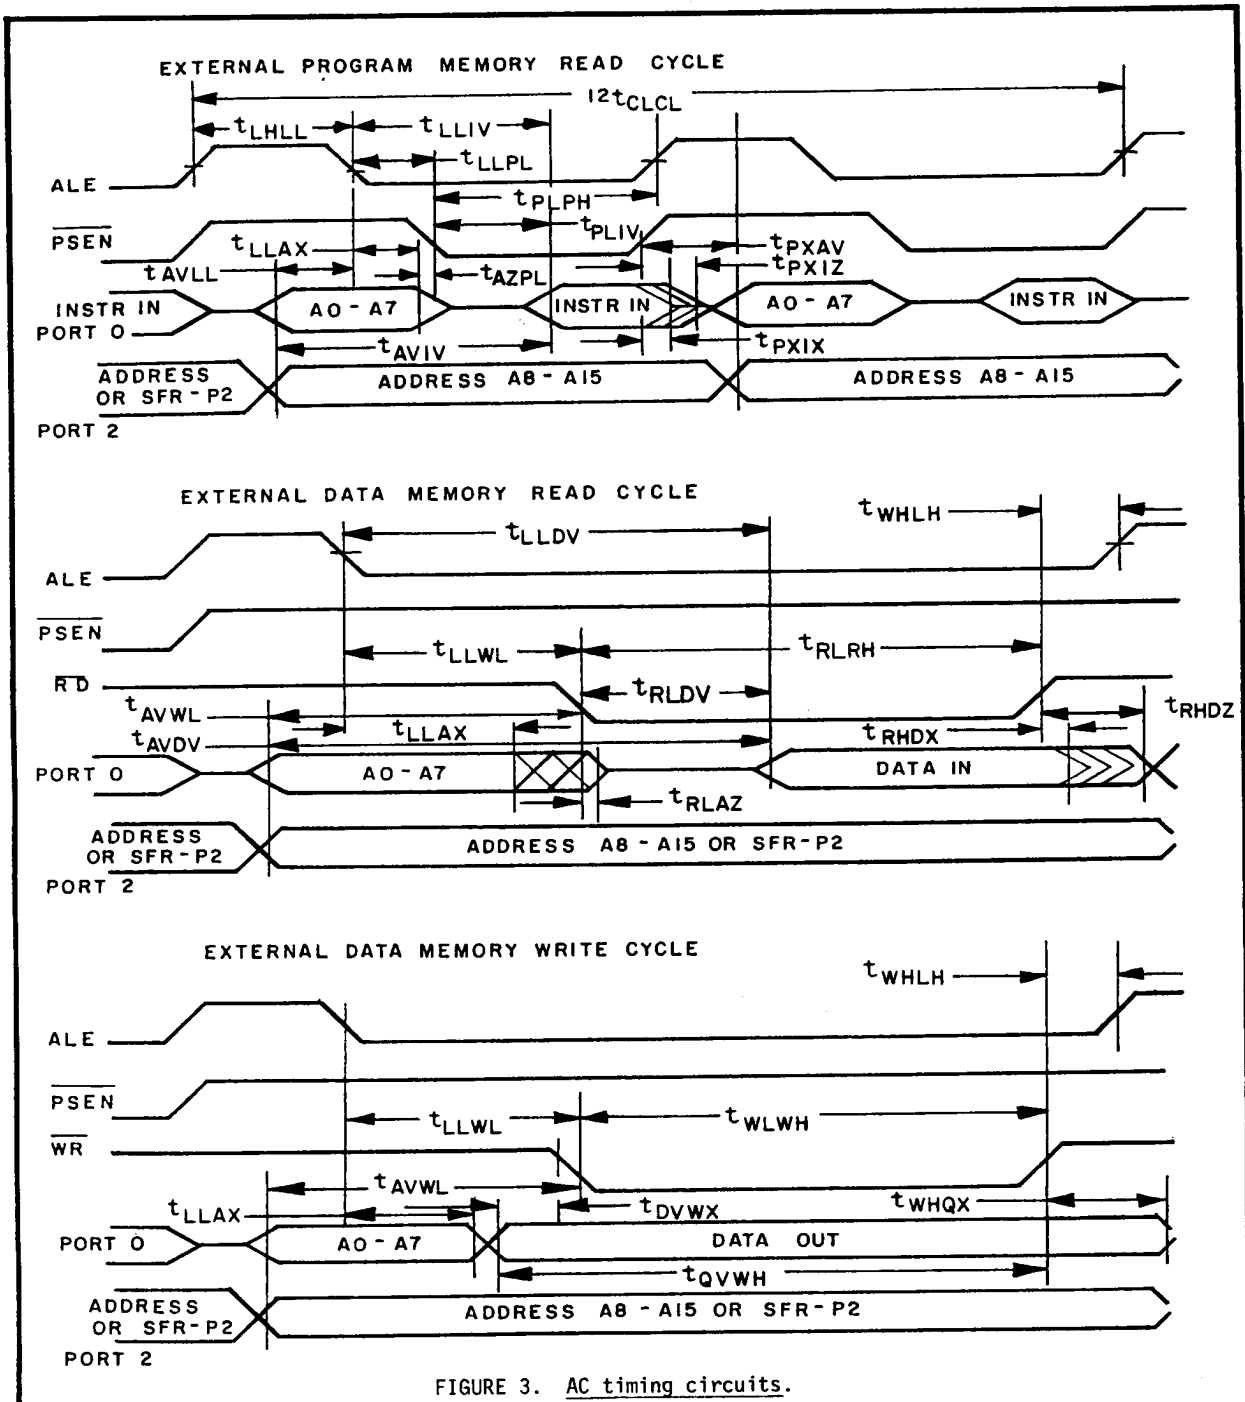 EXTERNAL PROGRAM MEMORY READ CYCLE
12tCLCL
tLHLL
tLLIV
tLLPL
ALE
tPLPH
PSEN
tLLAX
tPLIV
tPXAV
tAVLL
tAZPL
tPXIZ
INSTR IN
PORT 0
A0 - A7
INSTR IN
A0 - A7
INSTR IN
tAVIV
tPXIX
ADDRESS
OR SFR-P2
ADDRESS A8 - A15
ADDRESS A8 - A15
PORT 2
EXTERNAL DATA MEMORY READ CYCLE
tWHLH
tLLDV
ALE
PSEN
tLLWL
tRLRH
RD
tRLDV
tAVWL
tLLAX
tRHDZ
tAVDV
tRHDX
PORT 0
A0 - A7
DATA IN
tRLAZ
ADDRESS
OR SFR-P2
ADDRESS A8 - A15 OR SFR-P2
PORT 2
EXTERNAL DATA MEMORY WRITE CYCLE
tWHLH
ALE
PSEN
tLLWL
tWLWH
WR
tAVWL
tLLAX
tDVWX
tWHQX
PORT 0
A0 - A7
DATA OUT
tQVWH
ADDRESS
OR SFR-P2
ADDRESS A8 - A15 OR SFR-P2
PORT 2
FIGURE 3. AC timing circuits.